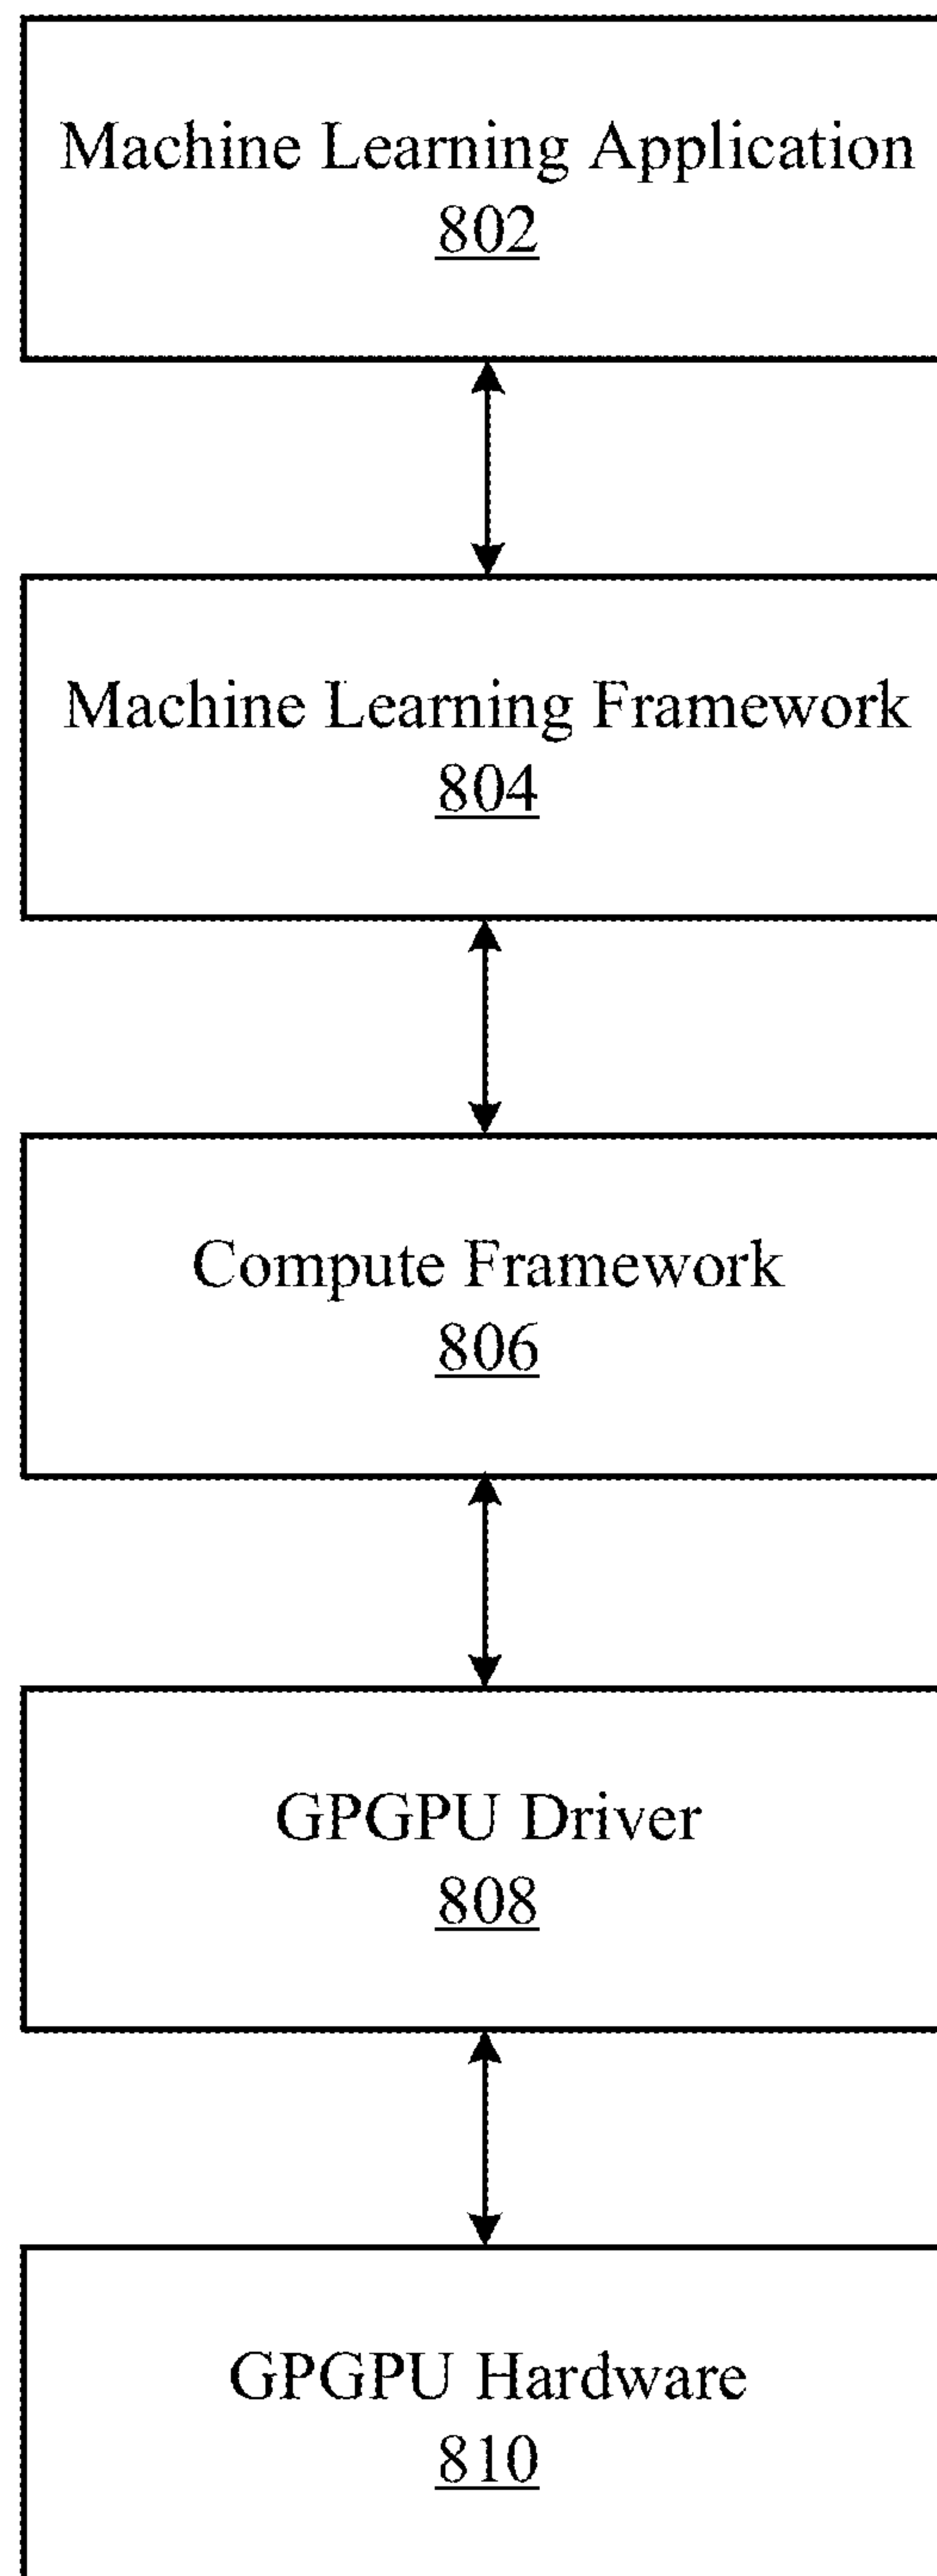 Machine Learning Application
802
Machine Learning Framework
804
Compute Framework
806
GPGPU Driver
808
GPGPU Hardware
810